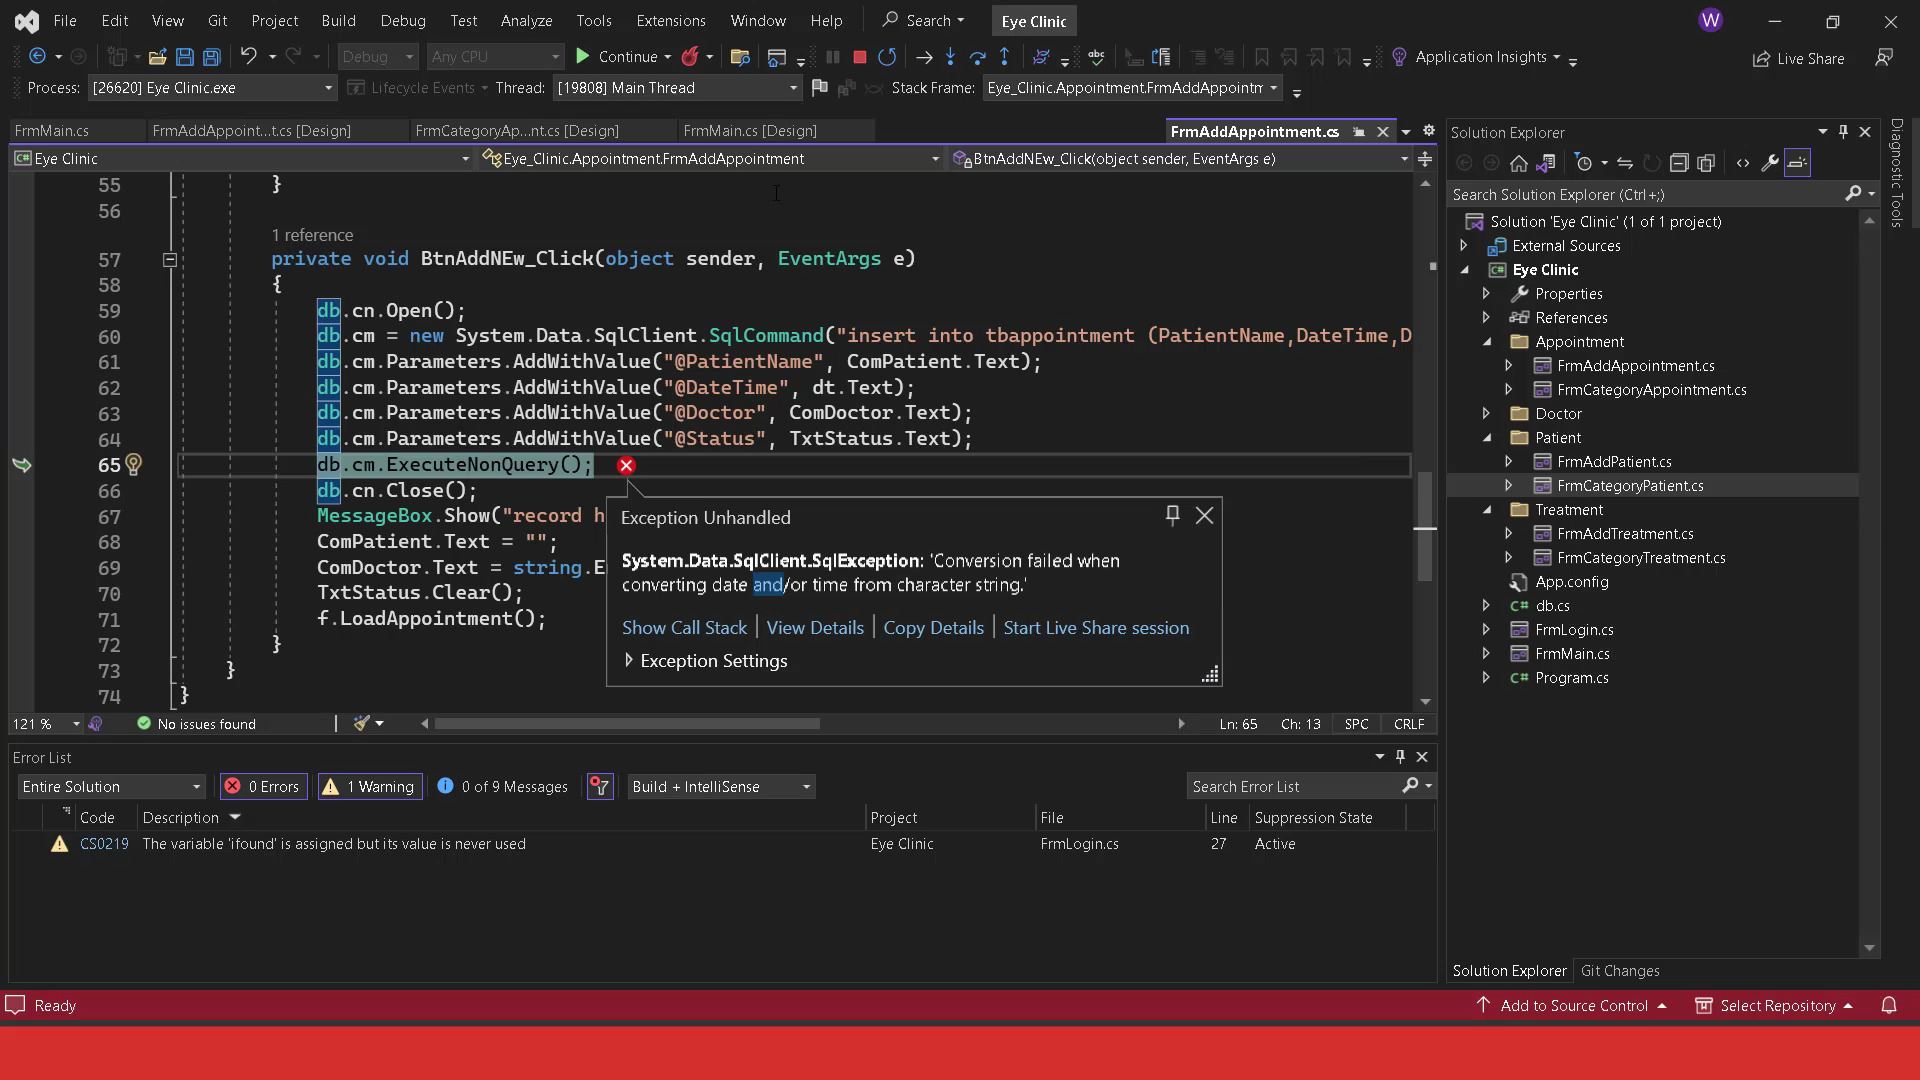 File Edit View Git Project Build Debug Test Analyze Tools Extensions Window Help Search Eye Clinic W
Debug Any CPU Continue abc Application Insights Live Share
Process: [26620] Eye Clinic.exe Lifecycle Events Thread: [19808] Main Thread Stack Frame: Eye_Clinic.Appointment.FrmAddAppointm
FrmMain.cs FrmAddAppoint...t.cs [Design] FrmCategoryAp...nt.cs [Design] FrmMain.cs [Design] FrmAddAppointment.cs
Eye Clinic Eye_Clinic.Appointment.FrmAddAppointment BtnAddNEw_Click(object sender, EventArgs e)
55 }
56
1 reference
57 private void BtnAddNEw_Click(object sender, EventArgs e)
58 {
59 db.cn.Open();
60 db.cm = new System.Data.SqlClient.SqlCommand("insert into tbappointment (PatientName,DateTime,D
61 db.cm.Parameters.AddWithValue("@PatientName", ComPatient.Text);
62 db.cm.Parameters.AddWithValue("@DateTime", dt.Text);
63 db.cm.Parameters.AddWithValue("@Doctor", ComDoctor.Text);
64 db.cm.Parameters.AddWithValue("@Status", TxtStatus.Text);
65 db.cm.ExecuteNonQuery();
66 db.cn.Close();
67 MessageBox.Show("record h
68 ComPatient.Text = "";
69 ComDoctor.Text = string.E
70 TxtStatus.Clear();
71 f.LoadAppointment();
72 }
73 }
74 }
Exception Unhandled
System.Data.SqlClient.SqlException: 'Conversion failed when
converting date and/or time from character string.'
Show Call Stack | View Details | Copy Details | Start Live Share session
Exception Settings
121 % No issues found Ln: 65 Ch: 13 SPC CRLF
Error List
Entire Solution 0 Errors 1 Warning 0 of 9 Messages Build + IntelliSense Search Error List
Code Description Project File Line Suppression State
CS0219 The variable 'ifound' is assigned but its value is never used Eye Clinic FrmLogin.cs 27 Active
Solution Explorer
Search Solution Explorer (Ctrl+;)
Solution 'Eye Clinic' (1 of 1 project)
External Sources
Eye Clinic
Properties
References
Appointment
FrmAddAppointment.cs
FrmCategoryAppointment.cs
Doctor
Patient
FrmAddPatient.cs
FrmCategoryPatient.cs
Treatment
FrmAddTreatment.cs
FrmCategoryTreatment.cs
App.config
C# db.cs
FrmLogin.cs
FrmMain.cs
C# Program.cs
Solution Explorer Git Changes
Diagnostic Tools
Ready Add to Source Control Select Repository